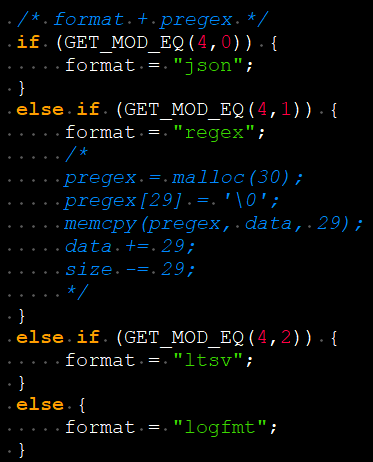 /* format + pregex */
if (GET_MOD_EQ(4,0)) {
format = "json";
}
else if (GET_MOD_EQ(4,1)) {
format = "regex";
/*
pregex = malloc(30);
pregex[29] = '\0';
memcpy(pregex, data, 29);
data += 29;
size -= 29;
*/
}
else if (GET_MOD_EQ(4,2)) {
format = "ltsv";
}
else {
format = "logfmt";
}